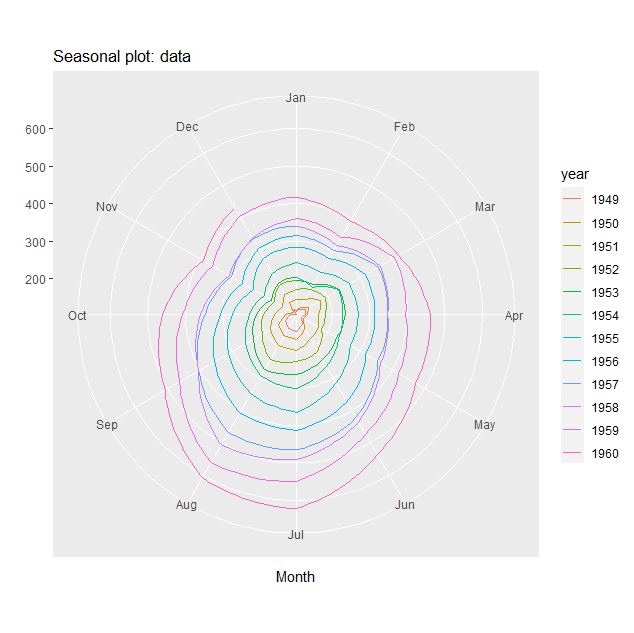 Seasonal plot: data
Jan
Dec
Feb
Nov
Mar
Oct
Apr
Sep
May
Aug
Jun
Jul
600
500
400
300
200
Month
year
1949
1950
1951
1952
1953
1954
1955
1956
1957
1958
1959
1960